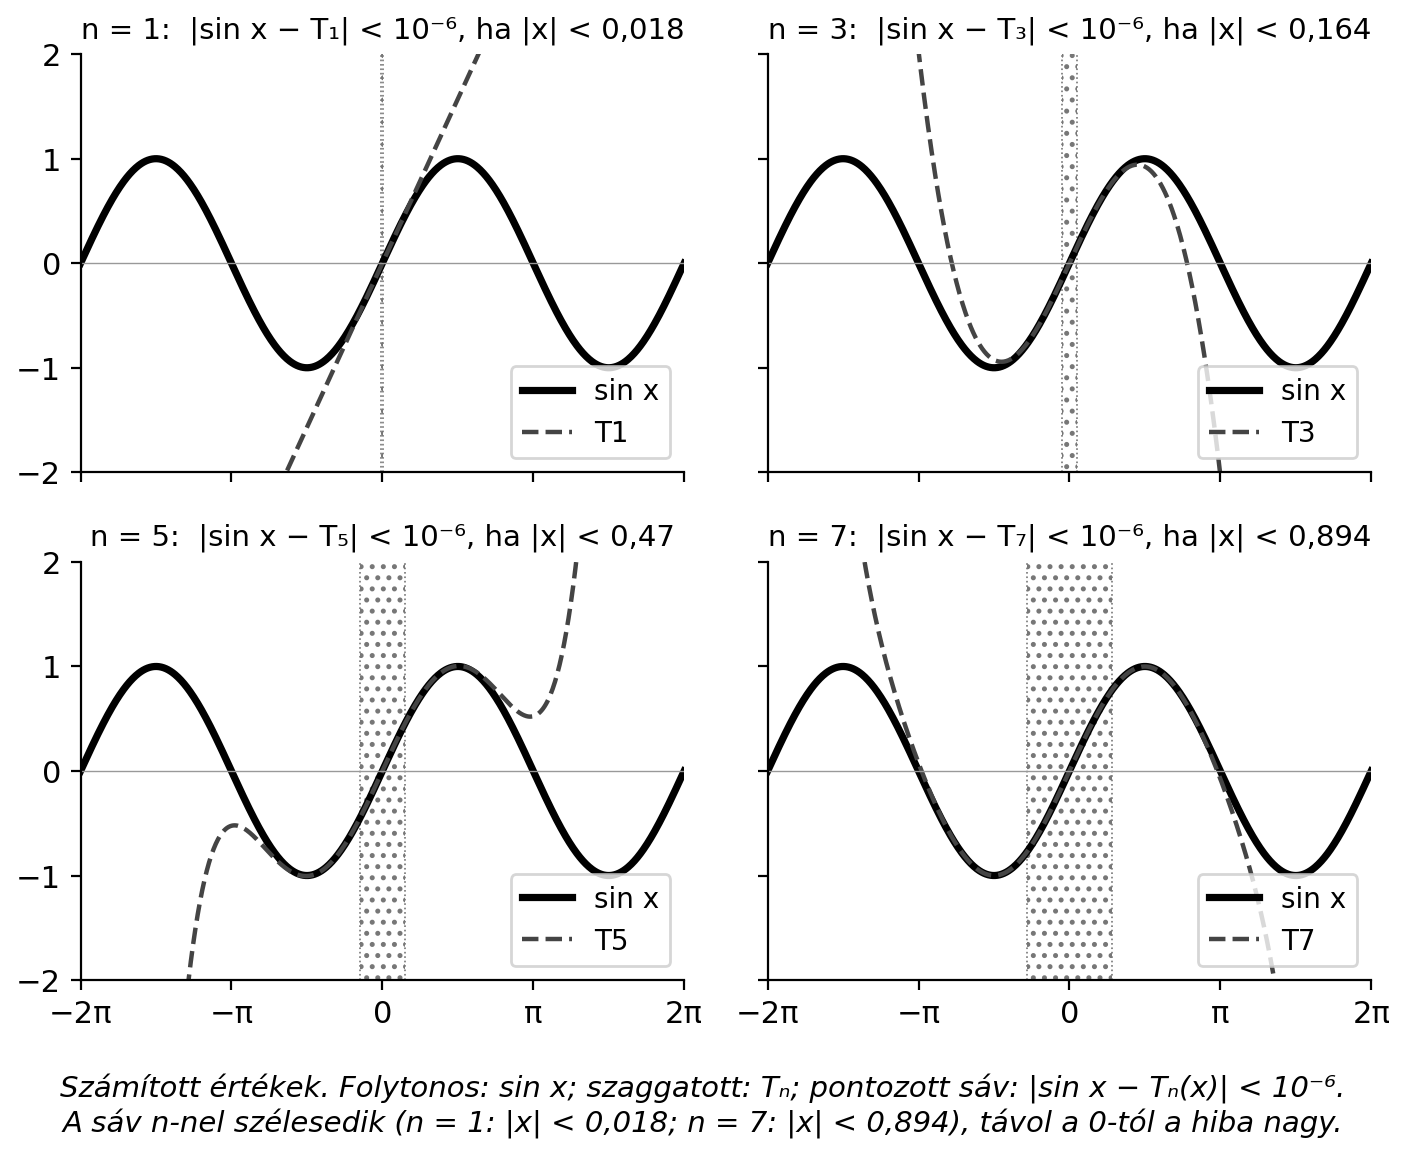 n = 1:  |sin x − T₁| < 10⁻⁶, ha |x| < 0,018
2
1
0
−1
−2
sin x
T1
n = 3:  |sin x − T₃| < 10⁻⁶, ha |x| < 0,164
sin x
T3
n = 5:  |sin x − T₅| < 10⁻⁶, ha |x| < 0,47
2
1
0
−1
−2
sin x
T5
−2π −π 0 π 2π
n = 7:  |sin x − T₇| < 10⁻⁶, ha |x| < 0,894
sin x
T7
−2π −π 0 π 2π
Számított értékek. Folytonos: sin x; szaggatott: Tₙ; pontozott sáv: |sin x − Tₙ(x)| < 10⁻⁶.
A sáv n-nel szélesedik (n = 1: |x| < 0,018; n = 7: |x| < 0,894), távol a 0-tól a hiba nagy.